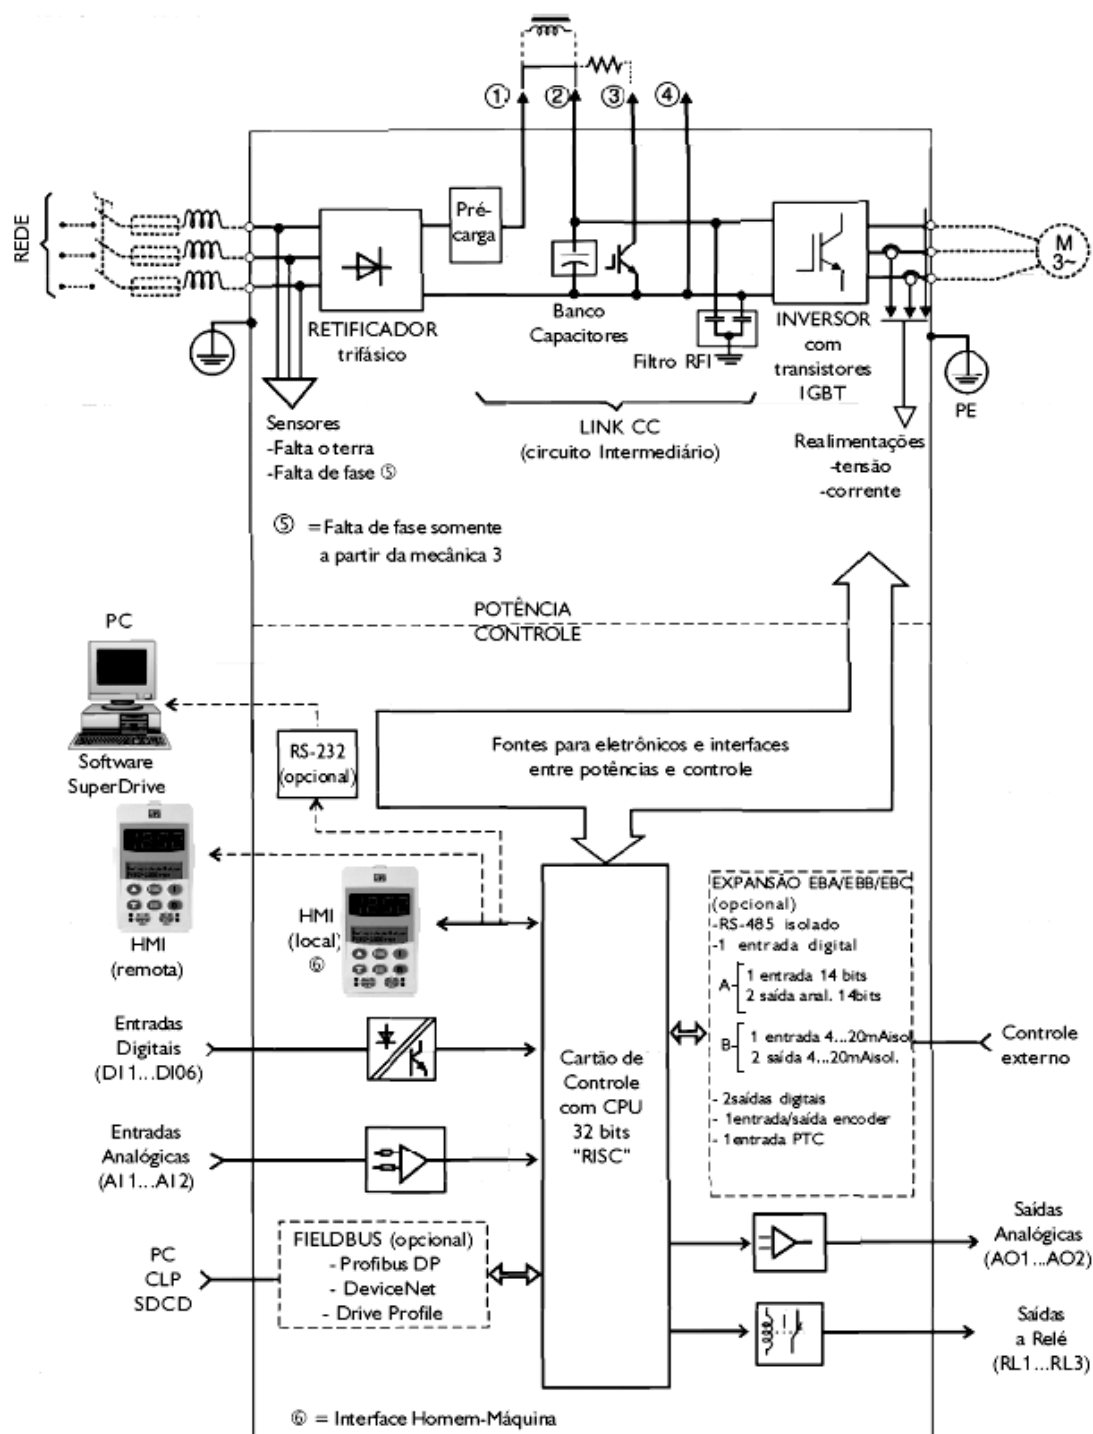 ① ② ③ ④
REDE
Pré-
carga
M
3~
RETIFICADOR
trifásico
Banco
Capacitores
Filtro RFI
INVERSOR
com
transistores
IGBT
PE
Sensores
-Falta o terra
-Falta de fase ⑤
LINK CC
(circuito Intermediário)
Realimentações
-tensão
-corrente
⑤ =Falta de fase somente
a partir da mecânica 3
POTÊNCIA
CONTROLE
PC
Software
SuperDrive
RS-232
(opcional)
Fontes para eletrônicos e interfaces
entre potências e controle
HMI
(remota)
HMI
(local)
⑥
EXPANSÃO EBA/EBB/EBC
(opcional)
-RS-485 isolado
-1 entrada digital
A
1 entrada 14 bits
2 saída anal. 14bits
B
1 entrada 4...20mAisol
2 saída 4...20mAisol.
- 2saídas digitais
- 1entrada/saída encoder
- 1entrada PTC
Controle
externo
Entradas
Digitais
(DI1...DI06)
Cartão de
Controle
com CPU
32 bits
"RISC"
Entradas
Analógicas
(AI1...AI2)
PC
CLP
SDCD
FIELDBUS (opcional)
- Profibus DP
- DeviceNet
- Drive Profile
Saídas
Analógicas
(AO1...AO2)
Saídas
a Relé
(RL1...RL3)
⑥ = Interface Homem-Máquina